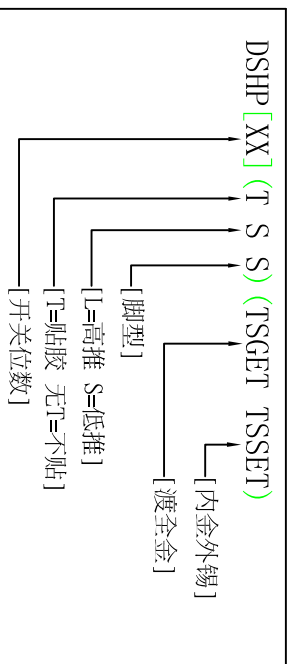 DSHP[XX](T S S)(TSGET TSSET)
[内金外锡]
[渡全金]
[脚型]
[L=高推 S=低推]
[T=贴胶 无T=不贴]
[开关位数]